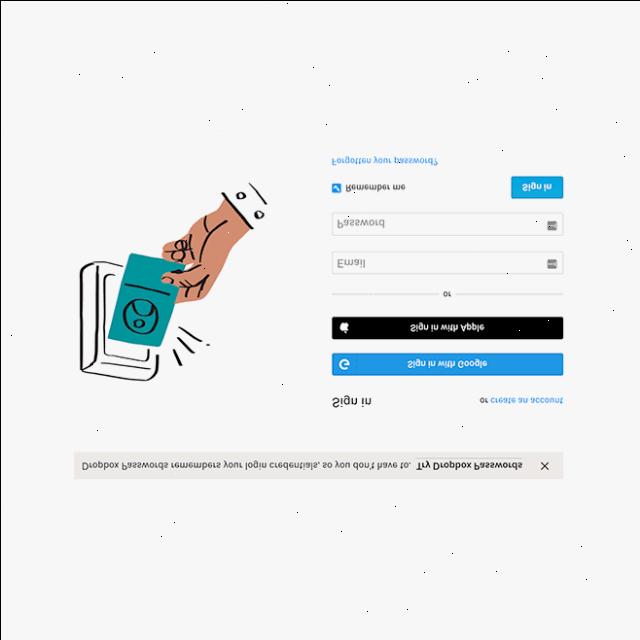 Dropbox Passwords remembers your login credentials, so you don't have to. Try Dropbox Passwords
Sign in or create an account
Sign in with Google
Sign in with Apple
or
Email
Password
Remember me Sign in
Forgotten your password?